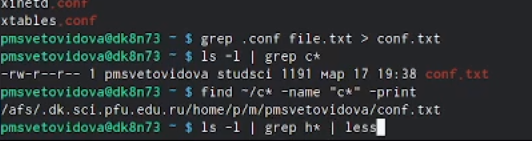 xinetd.conf
xtables.conf
pmsvetovidova@dk8n73 ~ $ grep .conf file.txt > conf.txt
pmsvetovidova@dk8n73 ~ $ ls -l | grep c*
-rw-r--r-- 1 pmsvetovidova studsci 1191 мар 17 19:38 conf.txt
pmsvetovidova@dk8n73 ~ $ find ~/c* -name "c*" -print
/afs/.dk.sci.pfu.edu.ru/home/p/m/pmsvetovidova/conf.txt
pmsvetovidova@dk8n73 ~ $ ls -l | grep h* | less